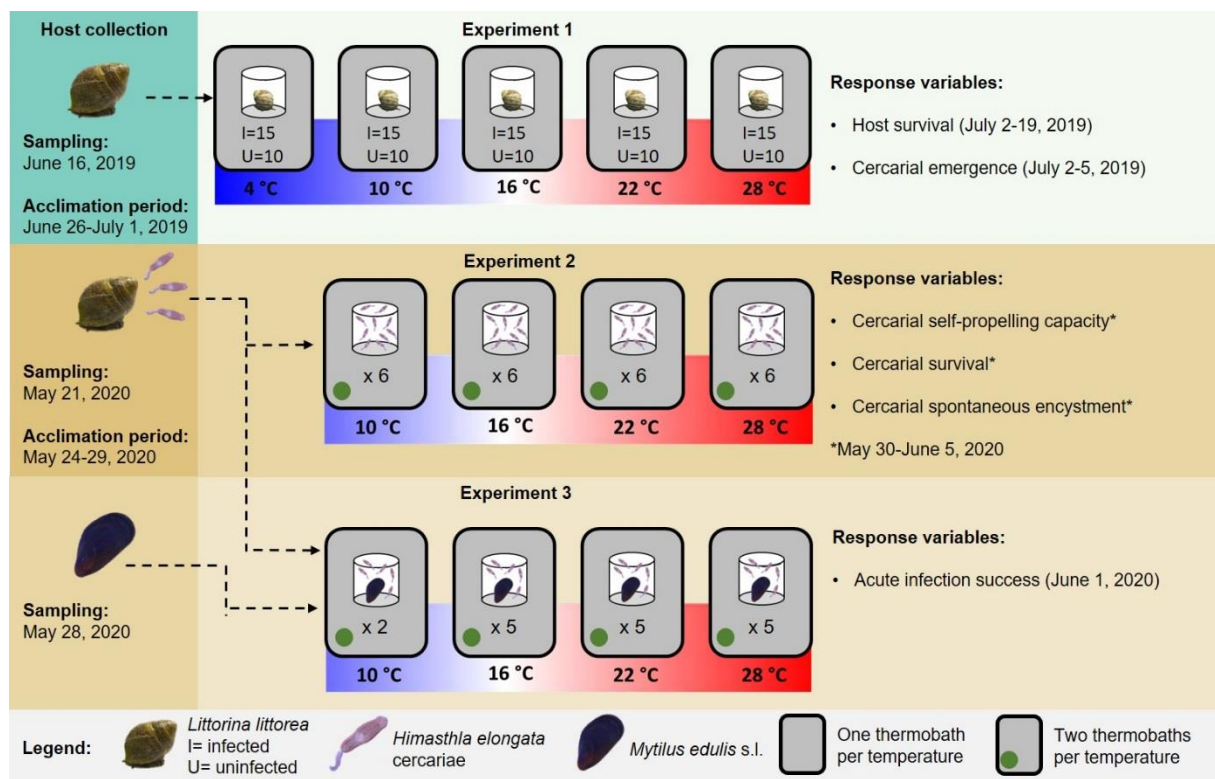 Host collection
Sampling:
June 16, 2019
Acclimation period:
June 26-July 1, 2019
Experiment 1
I=15
U=10
I=15
U=10
I=15
U=10
I=15
U=10
I=15
U=10
4 °C
10 °C
16 °C
22 °C
28 °C
Response variables:
• Host survival (July 2-19, 2019)
• Cercarial emergence (July 2-5, 2019)
Sampling:
May 21, 2020
Acclimation period:
May 24-29, 2020
Experiment 2
x 6
x 6
x 6
x 6
10 °C
16 °C
22 °C
28 °C
Response variables:
• Cercarial self-propelling capacity*
• Cercarial survival*
• Cercarial spontaneous encystment*
*May 30-June 5, 2020
Sampling:
May 28, 2020
Experiment 3
x 2
x 5
x 5
x 5
10 °C
16 °C
22 °C
28 °C
Response variables:
• Acute infection success (June 1, 2020)
Legend:
Littorina littorea
I= infected
U= uninfected
Himasthla elongata
cercariae
Mytilus edulis s.l.
One thermobath
per temperature
Two thermobaths
per temperature